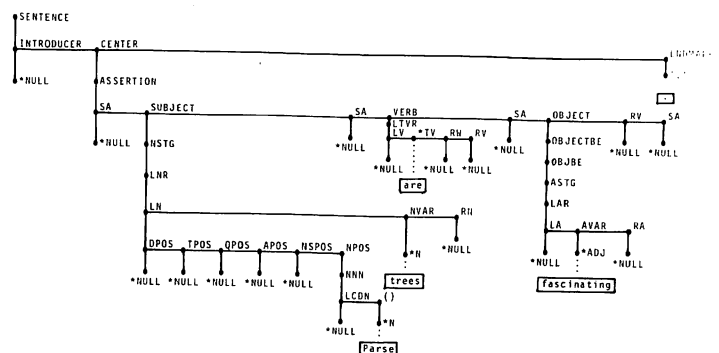 SENTENCE
INTRODUCER CENTER ENDMARK
*NULL ASSERTION "."
.
SA SUBJECT SA VERB SA OBJECT RV SA
*NULL NSTG *NULL LTVR *NULL OBJECTBE *NULL *NULL
LV *TV RW RV
*NULL *NULL *NULL OBJBE
LNR are ASTG
LAR
LN NVAR RN LA AVAR RA
*NULL *NULL *ADJ *NULL
DPOS TPOS QPOS APOS NSPOS NPOS *N
*NULL *NULL *NULL *NULL *NULL NNN trees fascinating
LCDN ()
*NULL *N
Parse